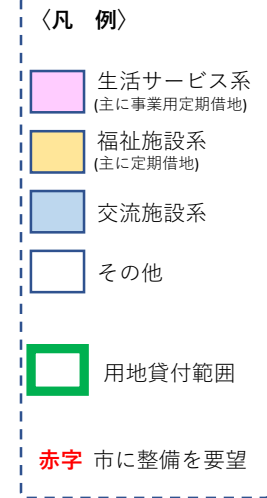 〈凡　例〉
生活サービス系
(主に事業用定期借地)
福祉施設系
(主に定期借地)
交流施設系
その他
用地貸付範囲
赤字 市に整備を要望